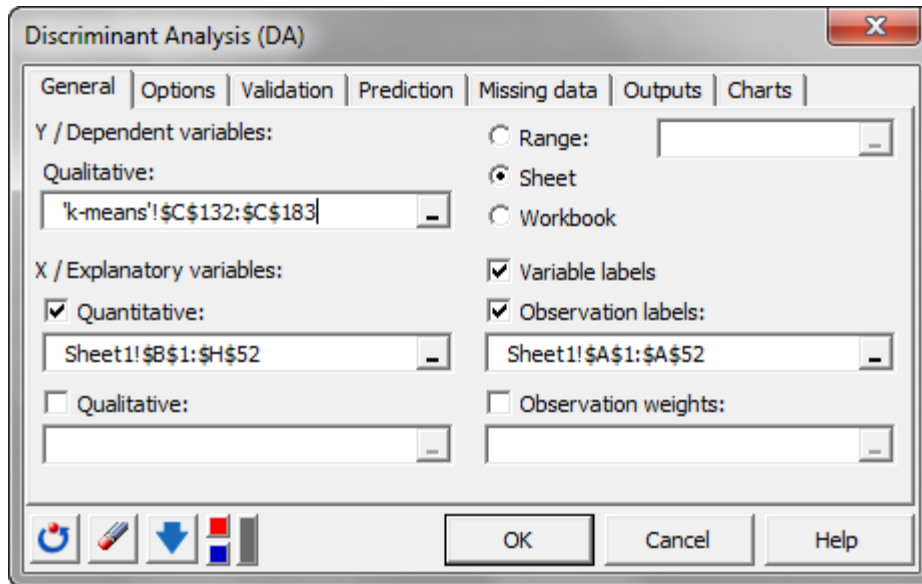 Discriminant Analysis (DA)
General Options Validation Prediction Missing data Outputs Charts
Y / Dependent variables:
Qualitative:
'k-means'!$C$132:$C$183
X / Explanatory variables:
Quantitative:
Sheet1!$B$1:$H$52
Qualitative:
Range:
Sheet
Workbook
Variable labels
Observation labels:
Sheet1!$A$1:$A$52
Observation weights:
OK Cancel Help